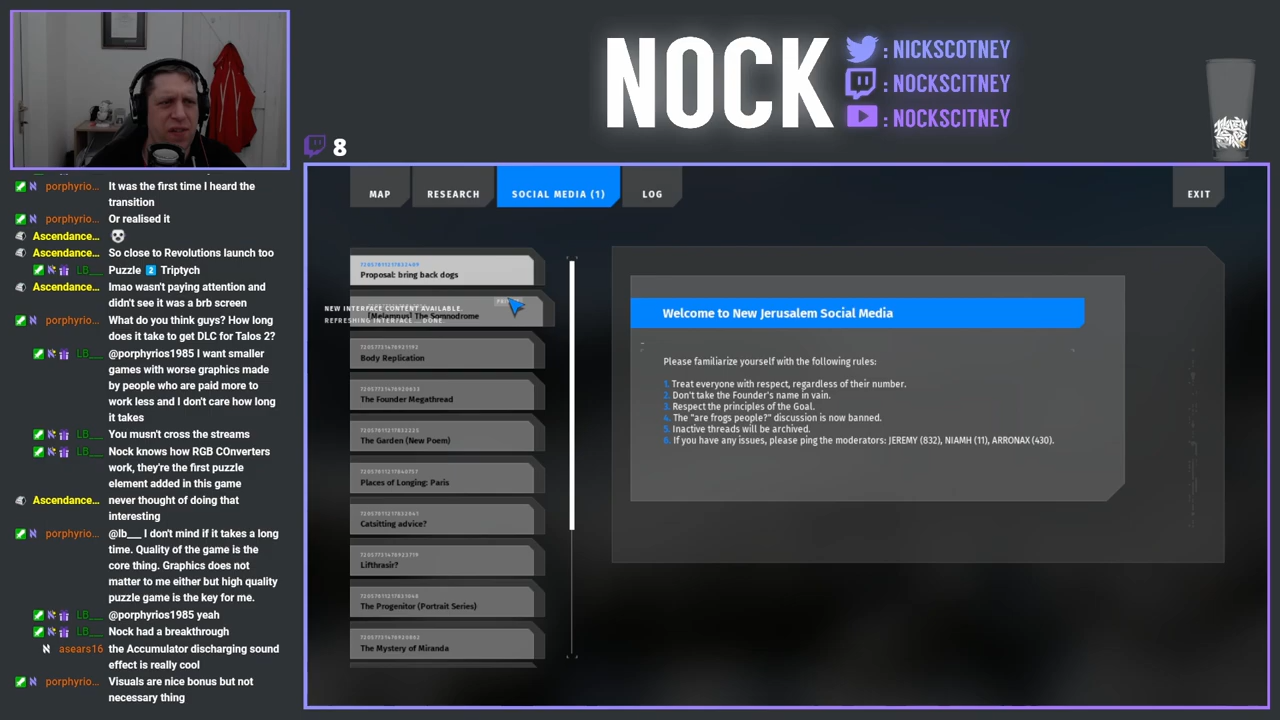 NOCK
: NICKSCOTNEY
: NOCKSCITNEY
: NOCKSCITNEY
8
porphyrio... It was the first time I heard the
transition
porphyrio... Or realised it
Ascendance...
Ascendance... So close to Revolutions launch too
LB__ Puzzle 2 Triptych
Ascendance... lmao wasn't paying attention and
didn't see it was a brb screen
porphyrio... What do you think guys? How long
does it take to get DLC for Talos 2?
LB__ @porphyrios1985 I want smaller
games with worse graphics made
by people who are paid more to
work less and I don't care how long
it takes
LB__ You musn't cross the streams
LB__ Nock knows how RGB COnverters
work, they're the first puzzle
element added in this game
Ascendance... never thought of doing that
interesting
porphyrio... @lb__ I don't mind if it takes a long
time. Quality of the game is the
core thing. Graphics does not
matter to me either but high quality
puzzle game is the key for me.
LB__ @porphyrios1985 yeah
LB__ Nock had a breakthrough
asears16 the Accumulator discharging sound
effect is really cool
porphyrio... Visuals are nice bonus but not
necessary thing
MAP RESEARCH SOCIAL MEDIA (1) LOG EXIT
Proposal: bring back dogs
NEW INTERFACE CONTENT AVAILABLE.
[Melampus] The Somnodrome
REFRESHING INTERFACE... DONE.
Body Replication
The Founder Megathread
The Garden (New Poem)
Places of Longing: Paris
Catsitting advice?
Lifthrasir?
The Progenitor (Portrait Series)
The Mystery of Miranda
Welcome to New Jerusalem Social Media
Please familiarize yourself with the following rules:
1. Treat everyone with respect, regardless of their number.
2. Don't take the Founder's name in vain.
3. Respect the principles of the Goal.
4. The "are frogs people?" discussion is now banned.
5. Inactive threads will be archived.
6. If you have any issues, please ping the moderators: JEREMY (832), NIAMH (11), ARRONAX (430).